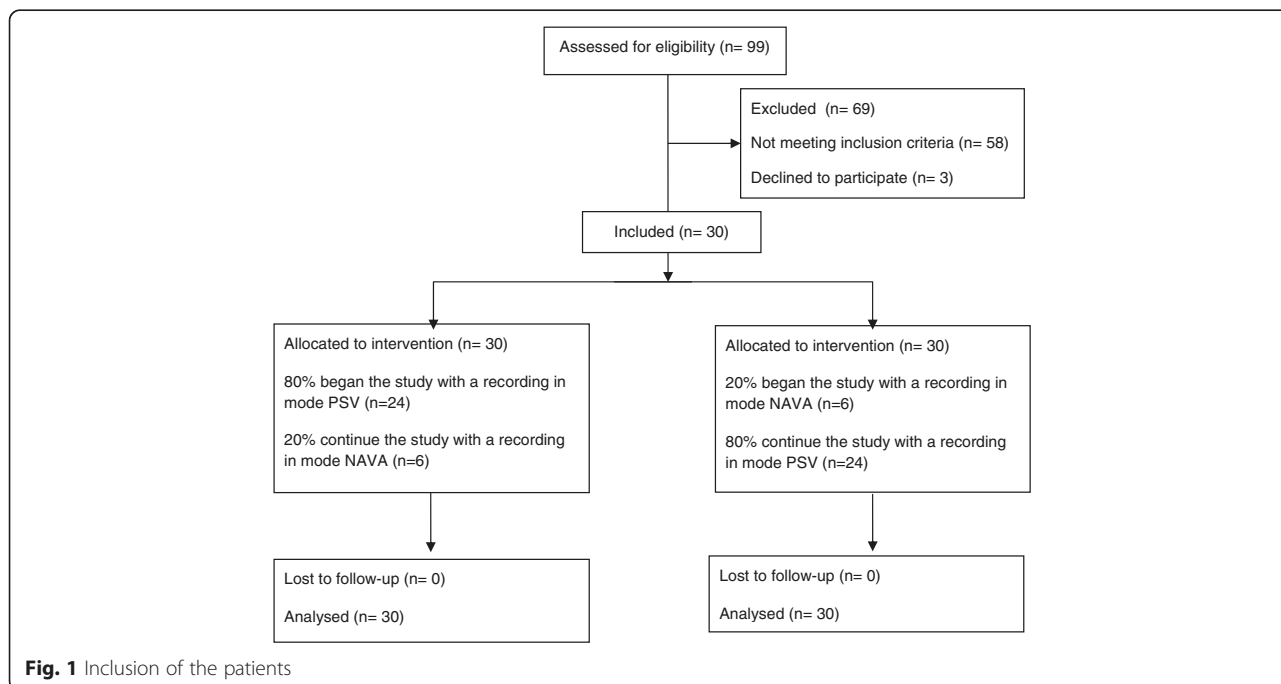 Assessed for eligibility (n= 99)
Excluded (n= 69)
Not meeting inclusion criteria (n= 58)
Declined to participate (n= 3)
Included (n= 30)
Allocated to intervention (n= 30)
80% began the study with a recording in
mode PSV (n=24)
20% continue the study with a recording
in mode NAVA (n=6)
Allocated to intervention (n= 30)
20% began the study with a recording in
mode NAVA (n=6)
80% continue the study with a recording
in mode PSV (n=24)
Lost to follow-up (n= 0)
Analysed (n= 30)
Lost to follow-up (n= 0)
Analysed (n= 30)
Fig. 1 Inclusion of the patients